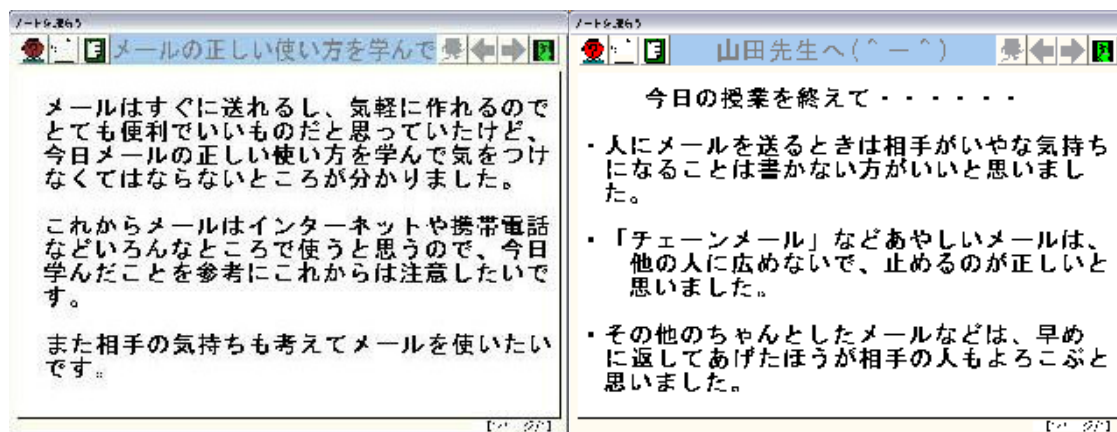 ノートを使おう
メールの正しい使い方を学んで
メールはすぐに送れるし、気軽に作れるので
とても便利でいいものだと思っていたけど、
今日メールの正しい使い方を学んで気をつけ
なくてはならないところが分かりました。
これからメールはインターネットや携帯電話
などいろんなところで使うと思うので、今日
学んだことを参考にこれからは注意したいで
す。
また相手の気持ちも考えてメールを使いたい
です。
山田先生へ(＾－＾)
今日の授業を終えて・・・・・・
・人にメールを送るときは相手がいやな気持ち
になることは書かない方がいいと思いまし
た。
・「チェーンメール」などあやしいメールは、
他の人に広めないで、止めるのが正しいと
思いました。
・その他のちゃんとしたメールなどは、早め
に返してあげたほうが相手の人もよろこぶと
思いました。